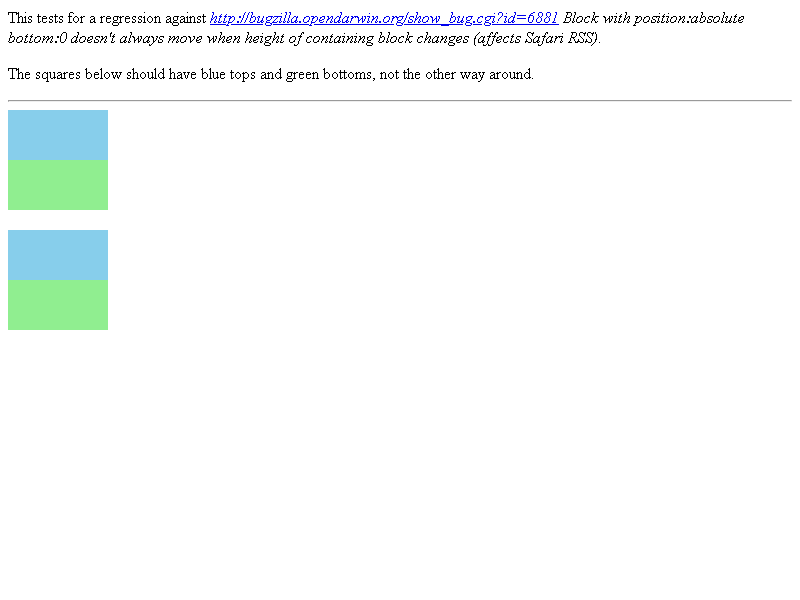 This tests for a regression against http://bugzilla.opendarwin.org/show_bug.cgi?id=6881 Block with position:absolute
bottom:0 doesn't always move when height of containing block changes (affects Safari RSS).
The squares below should have blue tops and green bottoms, not the other way around.